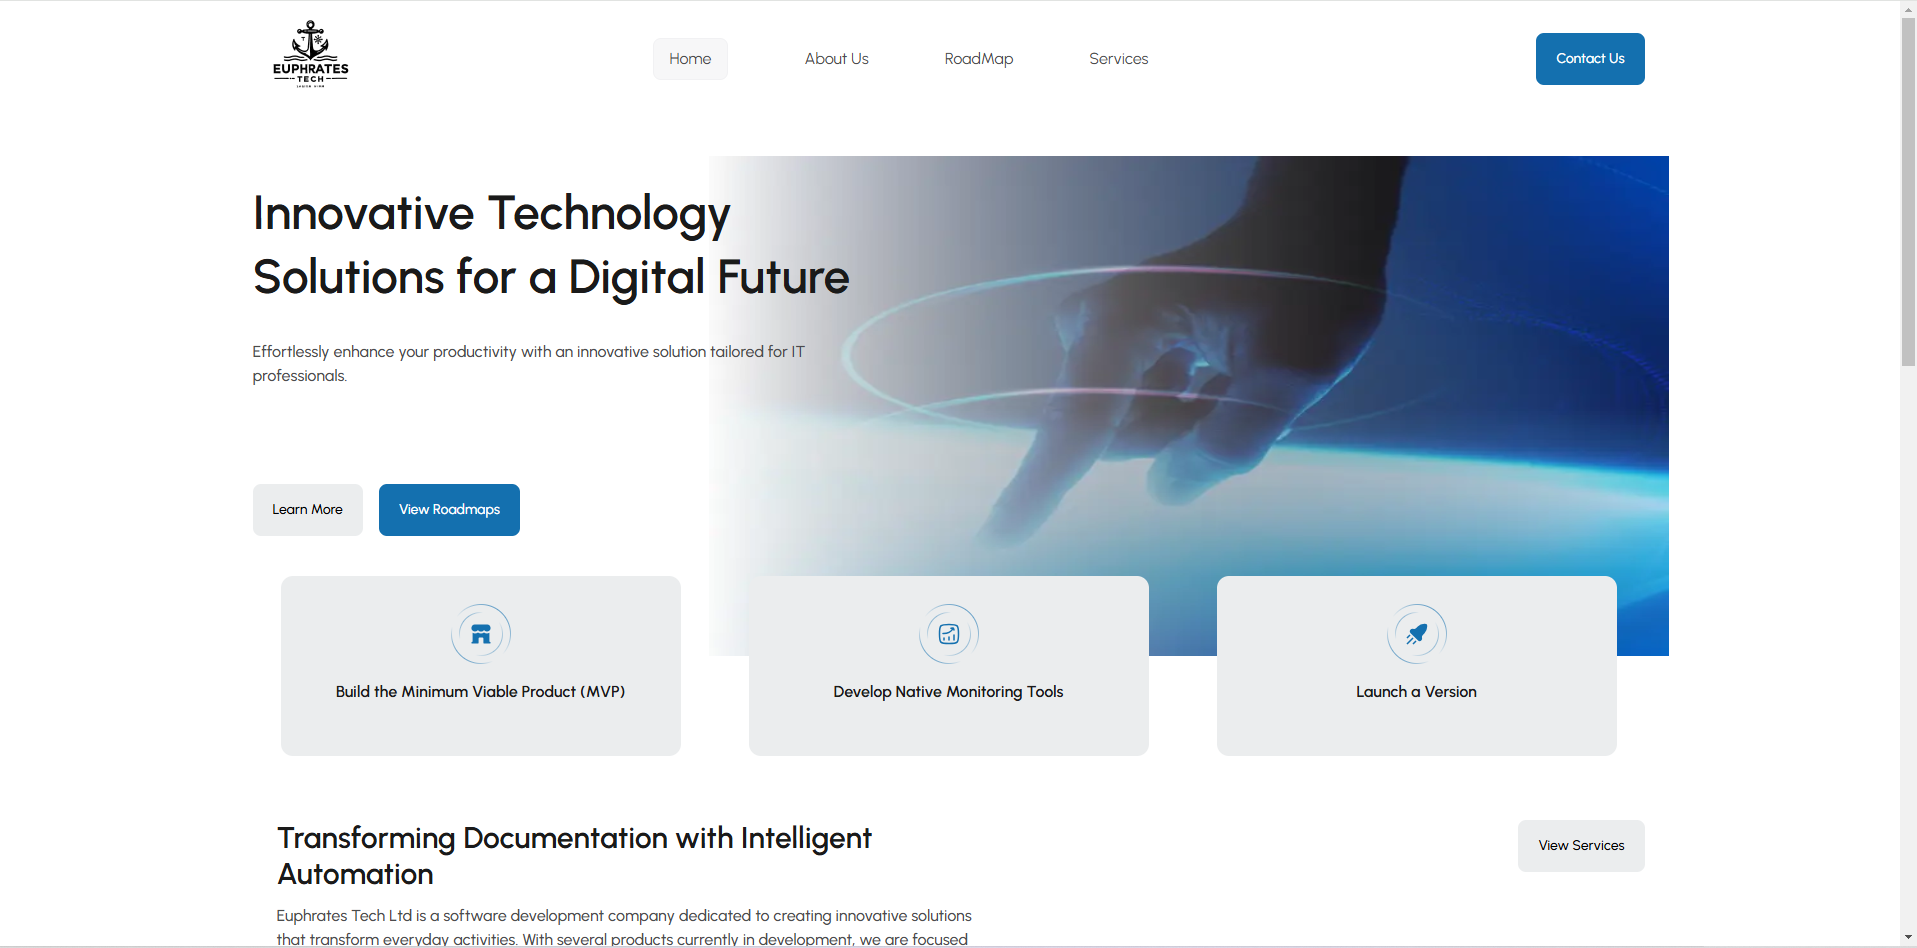 EUPHRATES
TECH
Home
About Us
RoadMap
Services
Contact Us
Innovative Technology
Solutions for a Digital Future
Effortlessly enhance your productivity with an innovative solution tailored for IT
professionals.
Learn More
View Roadmaps
Build the Minimum Viable Product (MVP)
Develop Native Monitoring Tools
Launch a Version
Transforming Documentation with Intelligent
Automation
View Services
Euphrates Tech Ltd is a software development company dedicated to creating innovative solutions
that transform everyday activities. With several products currently in development, we are focused